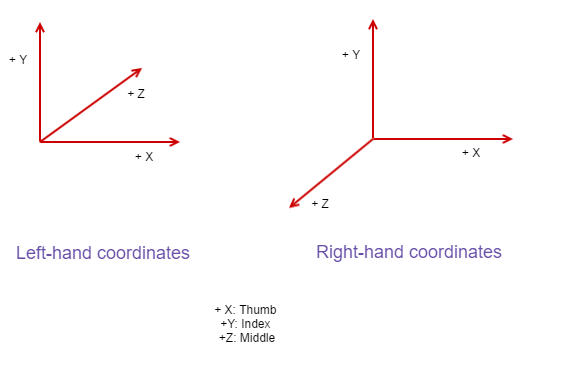 + Y
+ Z
+ X
Left-hand coordinates
+ Y
+ X
+ Z
Right-hand coordinates
+ X: Thumb
+Y: Index
+Z: Middle